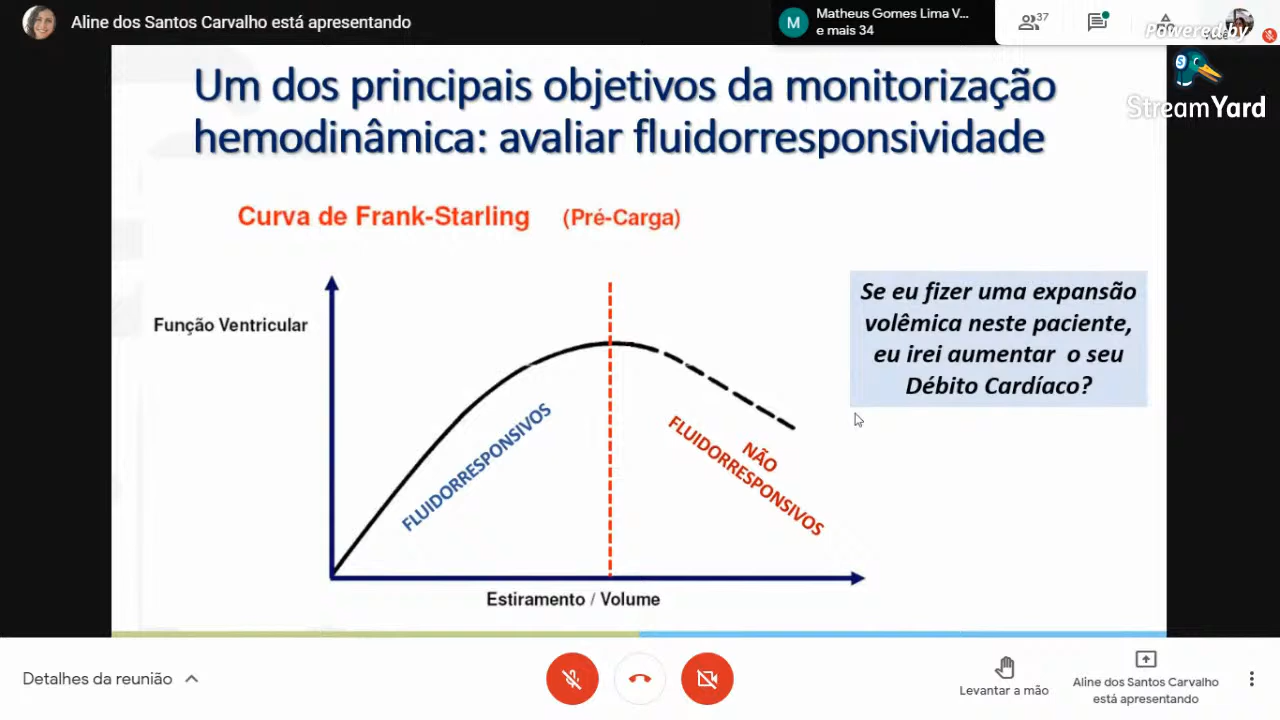 Aline dos Santos Carvalho está apresentando
M
Matheus Gomes Lima V...
e mais 34
37
Powered by
StreamYard
Um dos principais objetivos da monitorização
hemodinâmica: avaliar fluidorresponsividade
Curva de Frank-Starling (Pré-Carga)
Função Ventricular
Se eu fizer uma expansão
volêmica neste paciente,
eu irei aumentar o seu
Débito Cardíaco?
FLUIDORRESPONSIVOS
NÃO
FLUIDORRESPONSIVOS
Estiramento / Volume
Detalhes da reunião
Levantar a mão
Aline dos Santos Carvalho
está apresentando